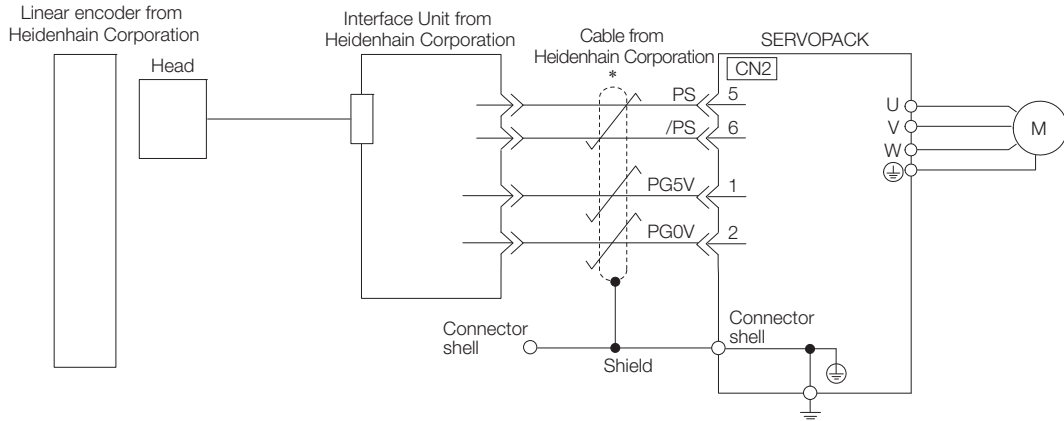 Linear encoder from
Heidenhain Corporation
Head
Interface Unit from
Heidenhain Corporation
Cable from
Heidenhain Corporation
*
SERVOPACK
CN2
PS 5
/PS 6
PG5V 1
PG0V 2
U
V
W
M
Connector
shell
Shield
Connector
shell